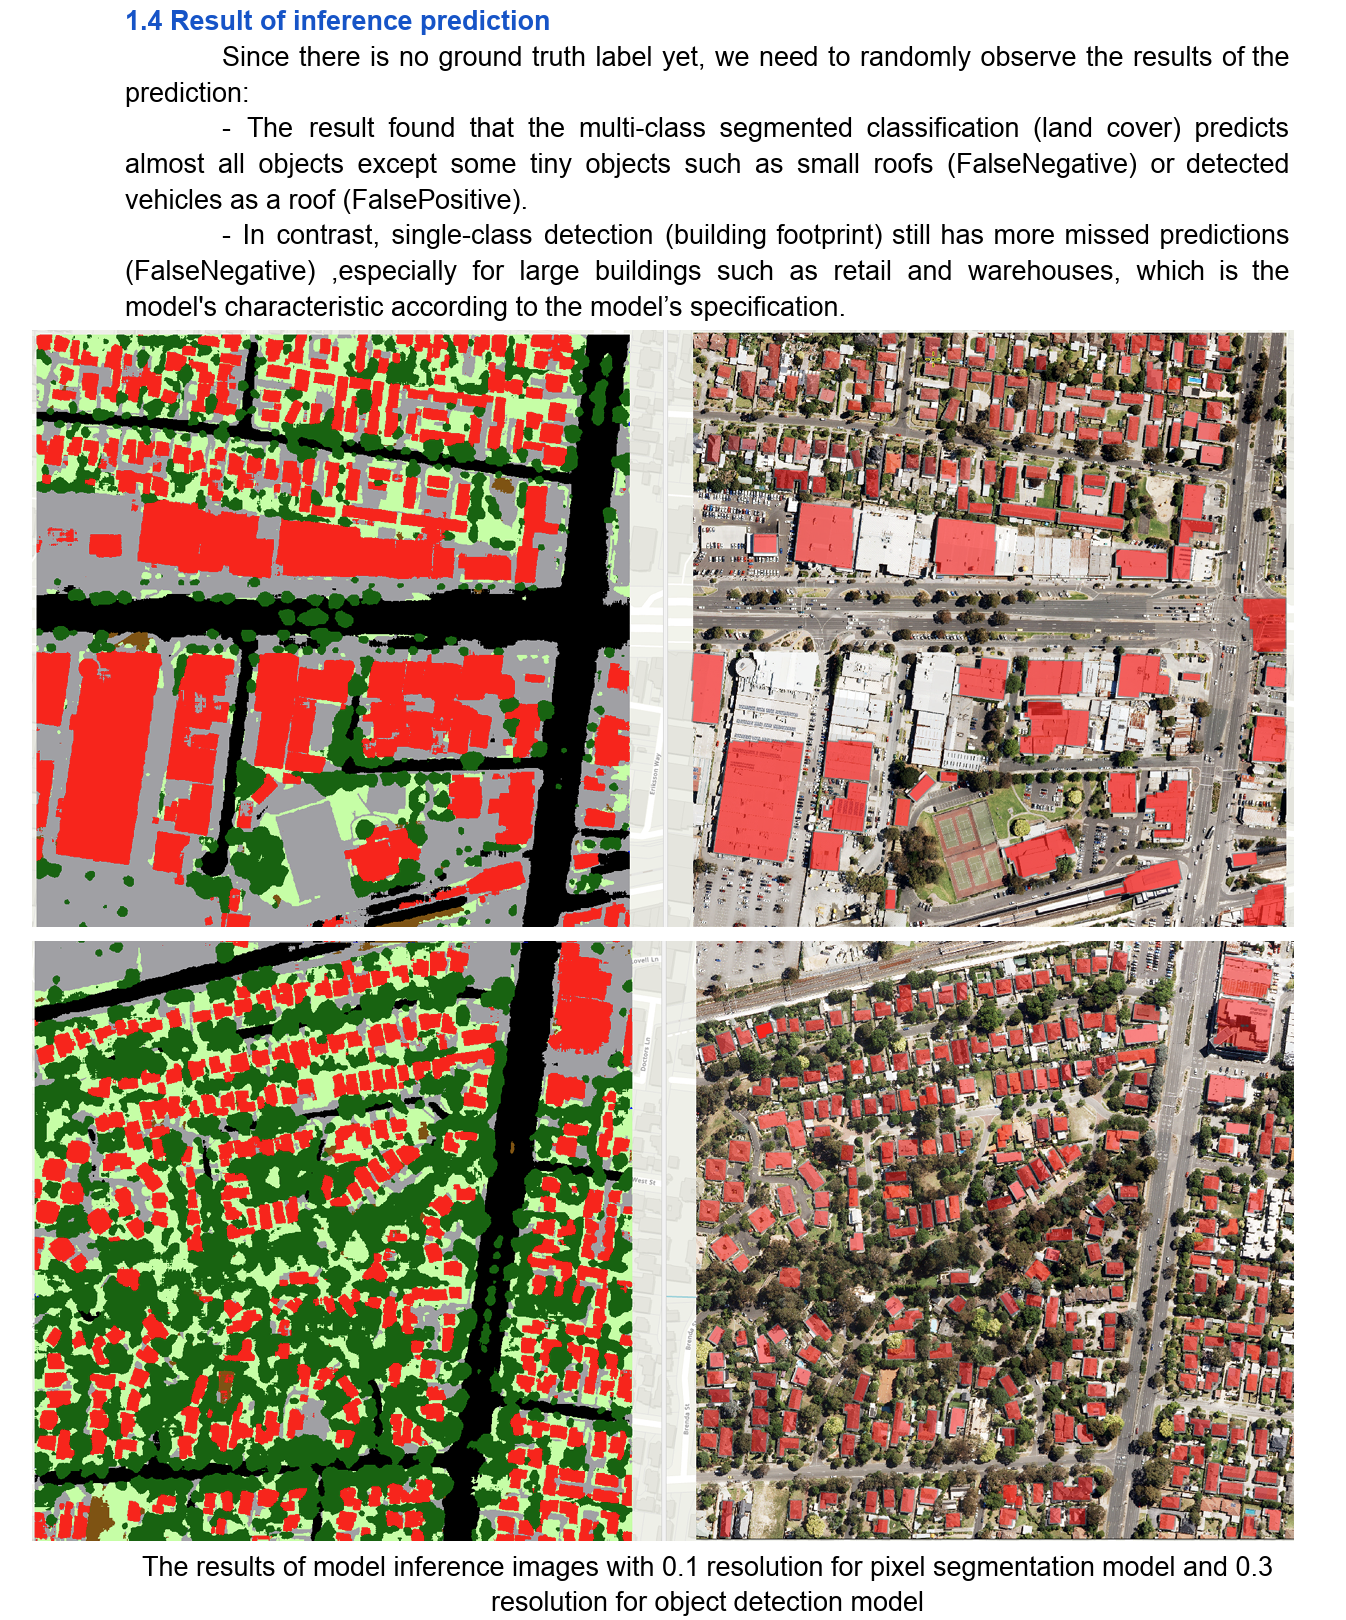 1.4 Result of inference prediction
Since there is no ground truth label yet, we need to randomly observe the results of the
prediction:
- The result found that the multi-class segmented classification (land cover) predicts
almost all objects except some tiny objects such as small roofs (FalseNegative) or detected
vehicles as a roof (FalsePositive).
- In contrast, single-class detection (building footprint) still has more missed predictions
(FalseNegative) ,especially for large buildings such as retail and warehouses, which is the
model's characteristic according to the model’s specification.
Eriksson Way
Lovell Ln
Doctors Ln
West St
Brenda
Brenda St
The results of model inference images with 0.1 resolution for pixel segmentation model and 0.3
resolution for object detection model